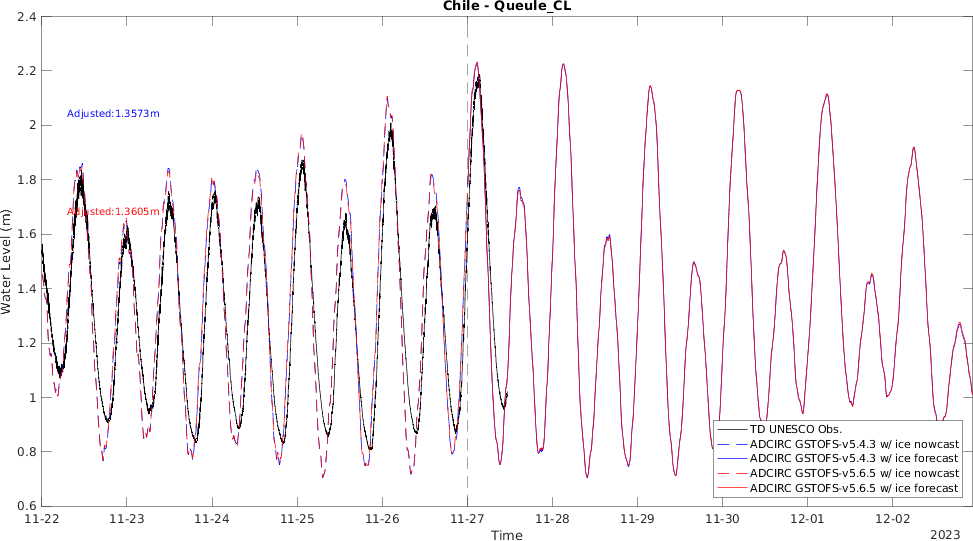 Chile - Queule_CL
Water Level (m)
2.4
2.2
2
1.8
1.6
1.4
1.2
1
0.8
0.6
Adjusted:1.3573m
Adjusted:1.3605m
TD UNESCO Obs.
ADCIRC GSTOFS-v5.4.3 w/ ice nowcast
ADCIRC GSTOFS-v5.4.3 w/ ice forecast
ADCIRC GSTOFS-v5.6.5 w/ ice nowcast
ADCIRC GSTOFS-v5.6.5 w/ ice forecast
11-22 11-23 11-24 11-25 11-26 11-27 11-28 11-29 11-30 12-01 12-02
Time
2023